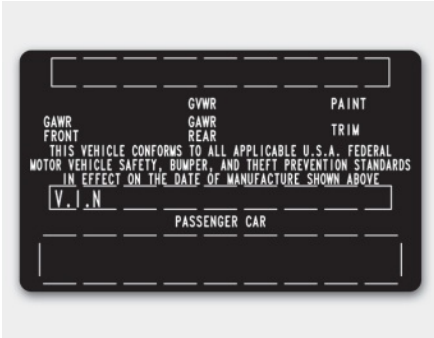 GVWR PAINT
GAWR FRONT GAWR REAR TRIM
THIS VEHICLE CONFORMS TO ALL APPLICABLE U.S.A. FEDERAL
MOTOR VEHICLE SAFETY, BUMPER, AND THEFT PREVENTION STANDARDS
IN EFFECT ON THE DATE OF MANUFACTURE SHOWN ABOVE
V.I.N
PASSENGER CAR